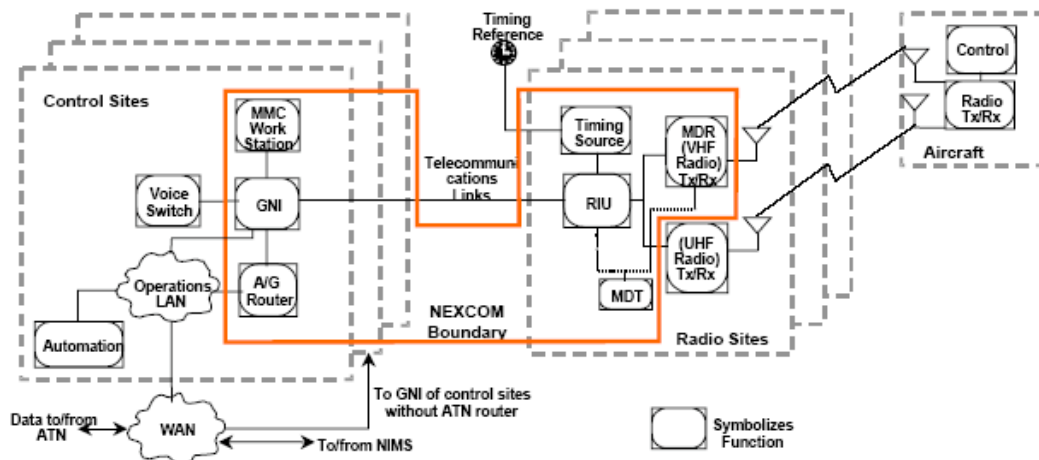 Timing
Reference
Aircraft
Control
Radio
Tx/Rx
Control Sites
MMC
Work
Station
Voice
Switch
GNI
Operations
LAN
A/G
Router
Automation
Telecommuni-
cations
Links
NEXCOM
Boundary
Timing
Source
RIU
MDR
(VHF
Radio)
Tx/Rx
(UHF
Radio)
Tx/Rx
MDT
Radio Sites
To GNI of control sites
without ATN router
Data to/from
ATN
WAN
To/from NIMS
Symbolizes
Function